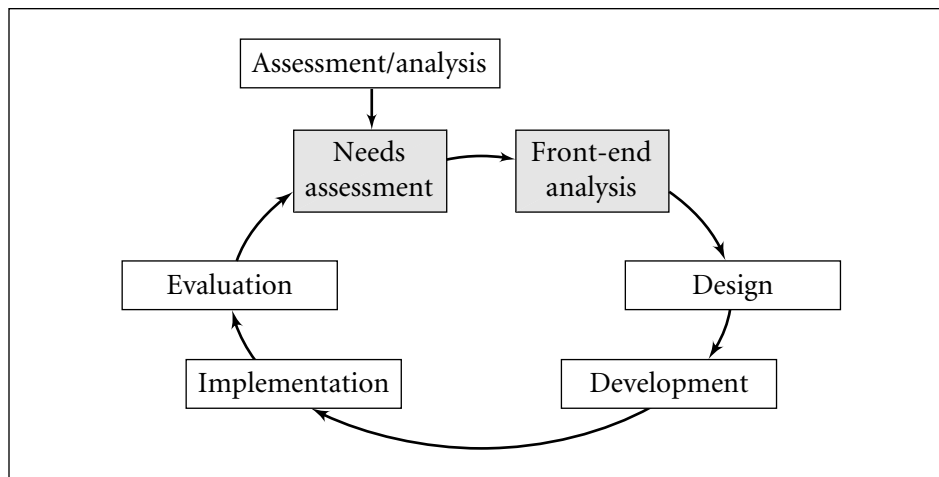 Assessment/analysis
Needs
assessment
Front-end
analysis
Evaluation
Design
Implementation
Development